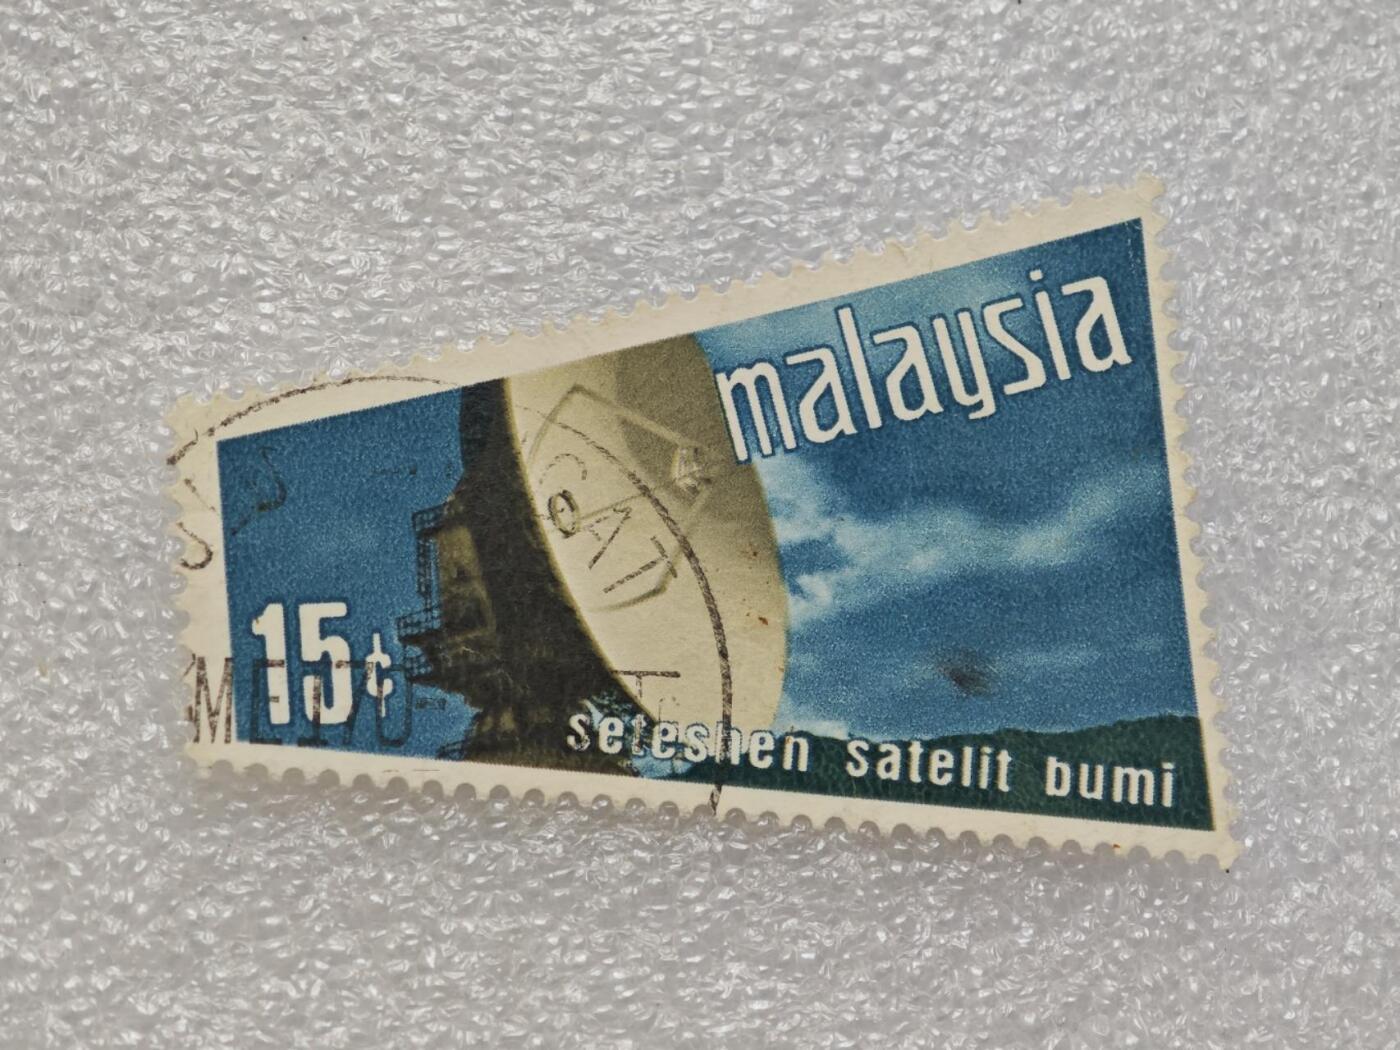 malaysia
15¢
seteshen satelit bumi